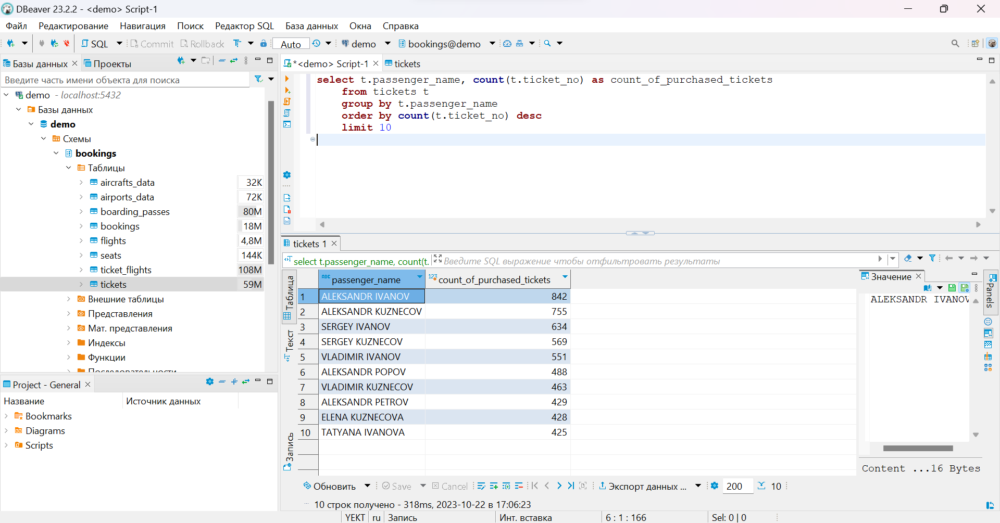 DBeaver 23.2.2 - <demo> Script-1
Файл Редактирование Навигация Поиск Редактор SQL База данных Окна Справка
SQL Commit Rollback Auto demo bookings@demo
Базы данных Проекты
Введите часть имени объекта для поиска
demo - localhost:5432
Базы данных
demo
Схемы
bookings
Таблицы
aircrafts_data 32K
airports_data 72K
boarding_passes 80M
bookings 18M
flights 4,8M
seats 144K
ticket_flights 108M
tickets 59M
Внешние таблицы
Представления
Мат. представления
Индексы
Функции
Последовательности
Project - General
Название Источник данных
Bookmarks
Diagrams
Scripts
*<demo> Script-1 tickets
select t.passenger_name, count(t.ticket_no) as count_of_purchased_tickets
from tickets t
group by t.passenger_name
order by count(t.ticket_no) desc
limit 10
tickets 1
select t.passenger_name, count(t. Введите SQL выражение чтобы отфильтровать результаты
Таблица
Текст
Запись
ABC passenger_name 123 count_of_purchased_tickets
1 ALEKSANDR IVANOV 842
2 ALEKSANDR KUZNECOV 755
3 SERGEY IVANOV 634
4 SERGEY KUZNECOV 569
5 VLADIMIR IVANOV 551
6 ALEKSANDR POPOV 488
7 VLADIMIR KUZNECOV 463
8 ALEKSANDR PETROV 429
9 ELENA KUZNECOVA 428
10 TATYANA IVANOVA 425
Значение
ALEKSANDR IVANOV
Content ...16 Bytes
Panels
Обновить Save Cancel Экспорт данных ... 200 10
10 строк получено - 318ms, 2023-10-22 в 17:06:23
YEKT ru Запись Инт. вставка 6 : 1 : 166 Sel: 0 | 0